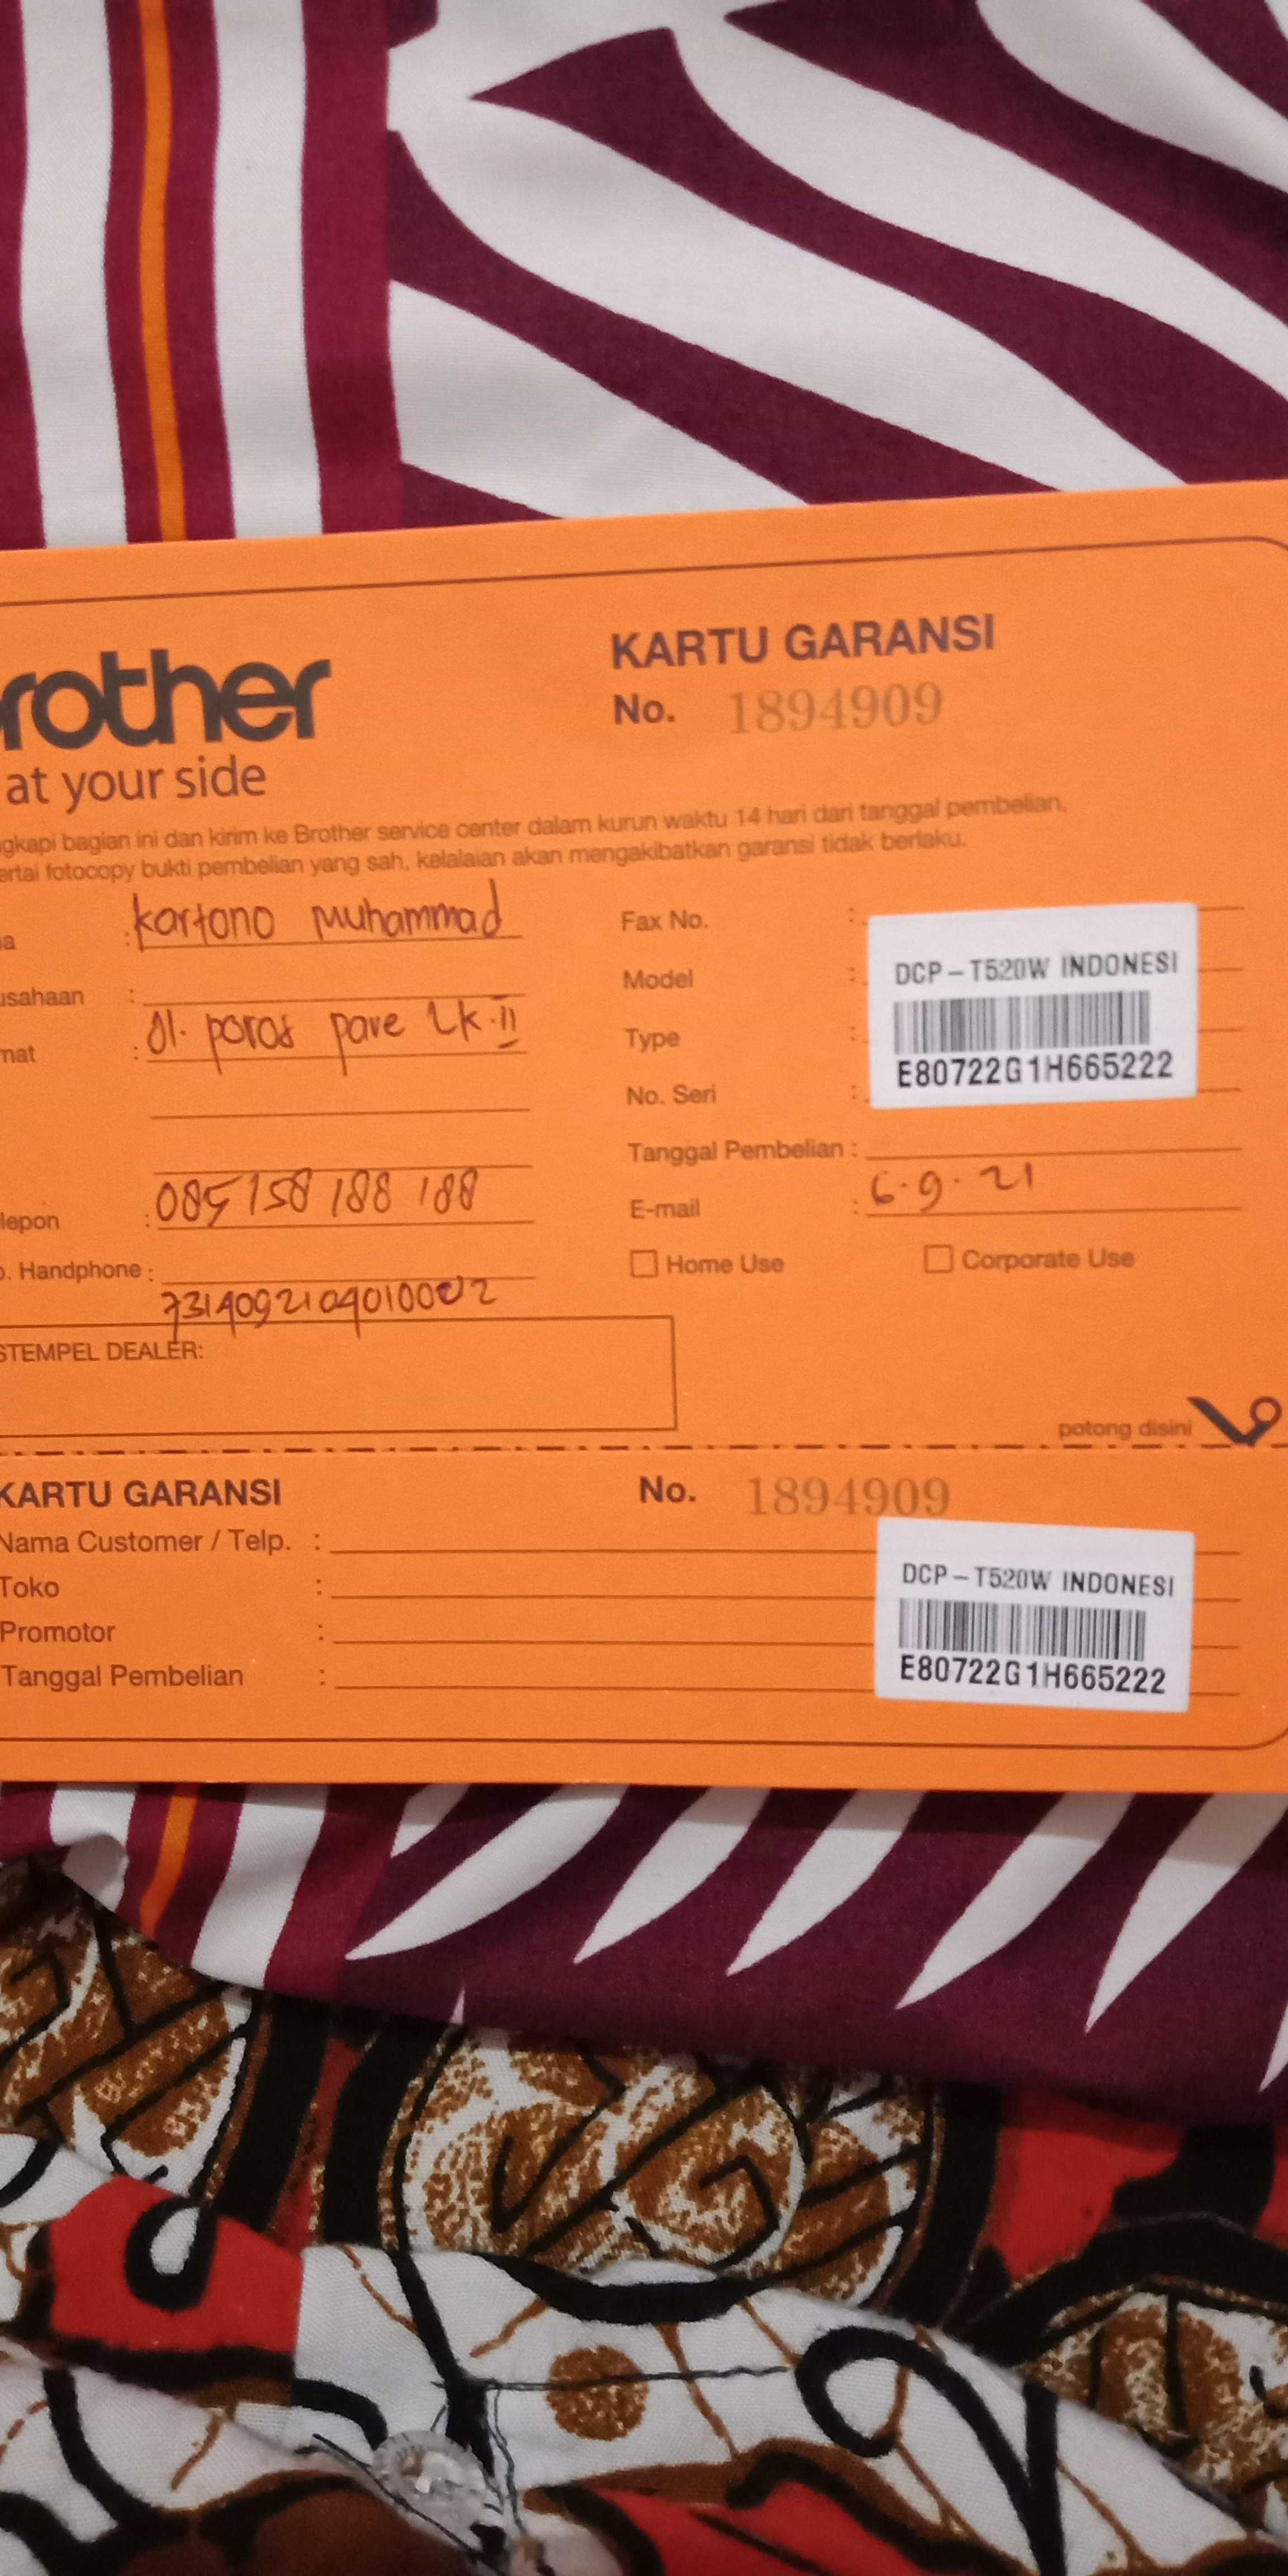 rother
at your side
KARTU GARANSI
No. 1894909
gkapi bagian ini dan kirim ke Brother service center dalam kurun waktu 14 hari dari tanggal pembelian,
ertai fotocopy bukti pembelian yang sah, kelalaian akan mengakibatkan garansi tidak berlaku.
a : kartono muhammad
usahaan :
mat : Jl. poros pare Lk. II
lepon : 085 158 188 188
o. Handphone :
7314092104010002
Fax No. :
Model :
Type :
No. Seri :
DCP-T520W INDONESI
E80722G1H665222
Tanggal Pembelian :
6.9.21
E-mail :
Home Use
Corporate Use
STEMPEL DEALER:
potong disini
KARTU GARANSI
No. 1894909
Nama Customer / Telp. :
Toko :
Promotor :
Tanggal Pembelian :
DCP-T520W INDONESI
E80722G1H665222